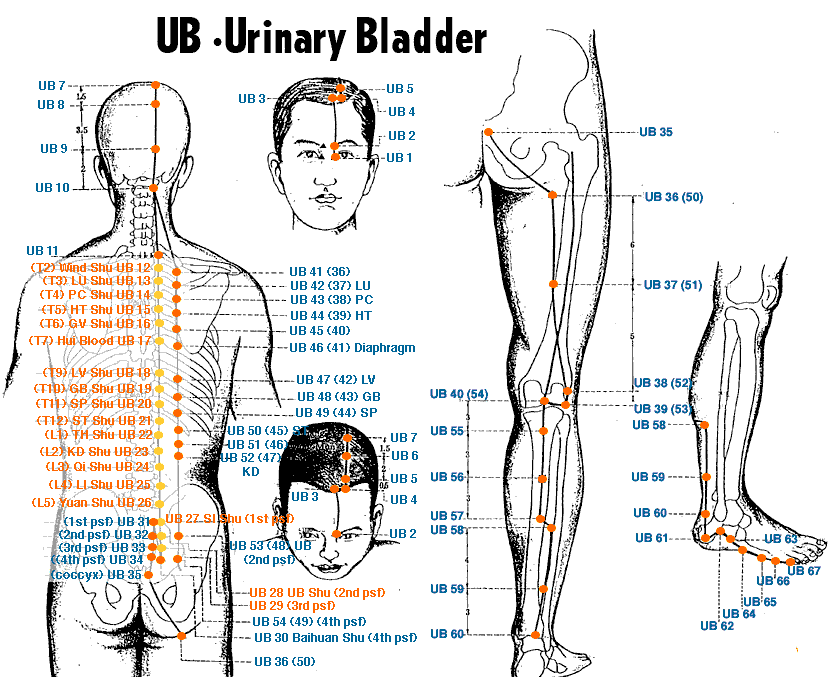 UB · Urinary Bladder
UB 7
UB 8
UB 9
UB 10
1.5
3.5
2
UB 11
(T2) Wind Shu UB 12
(T3) LU Shu UB 13
(T4) PC Shu UB 14
(T5) HT Shu UB 15
(T6) GV Shu UB 16
(T7) Hui Blood UB 17
(T9) LV Shu UB 18
(T10) GB Shu UB 19
(T11) SP Shu UB 20
(T12) ST Shu UB 21
(L1) TH Shu UB 22
(L2) KD Shu UB 23
(L3) Qi Shu UB 24
(L4) LI Shu UB 25
(L5) Yuan Shu UB 26
(1st psf) UB 31
(2nd psf) UB 32
(3rd psf) UB 33
(4th psf) UB 34
(coccyx) UB 35
UB 27 SI Shu (1st psf)
UB 41 (36)
UB 42 (37) LU
UB 43 (38) PC
UB 44 (39) HT
UB 45 (40)
UB 46 (41) Diaphragm
UB 47 (42) LV
UB 48 (43) GB
UB 49 (44) SP
UB 50 (45) ST
UB 51 (46)
UB 52 (47)
KD
UB 53 (48) UB
(2nd psf)
UB 28 UB Shu (2nd psf)
UB 29 (3rd psf)
UB 54 (49) (4th psf)
UB 30 Baihuan Shu (4th psf)
UB 36 (50)
UB 3
UB 5
UB 4
UB 2
UB 1
UB 7
UB 6
UB 5
UB 4
UB 3
UB 2
UB 35
UB 36 (50)
UB 37 (51)
UB 38 (52)
UB 39 (53)
6
UB 40 (54)
UB 55
UB 56
UB 57
UB 58
UB 59
UB 60
UB 58
UB 59
UB 60
UB 61
UB 63
UB 67
UB 66
UB 65
UB 64
UB 62